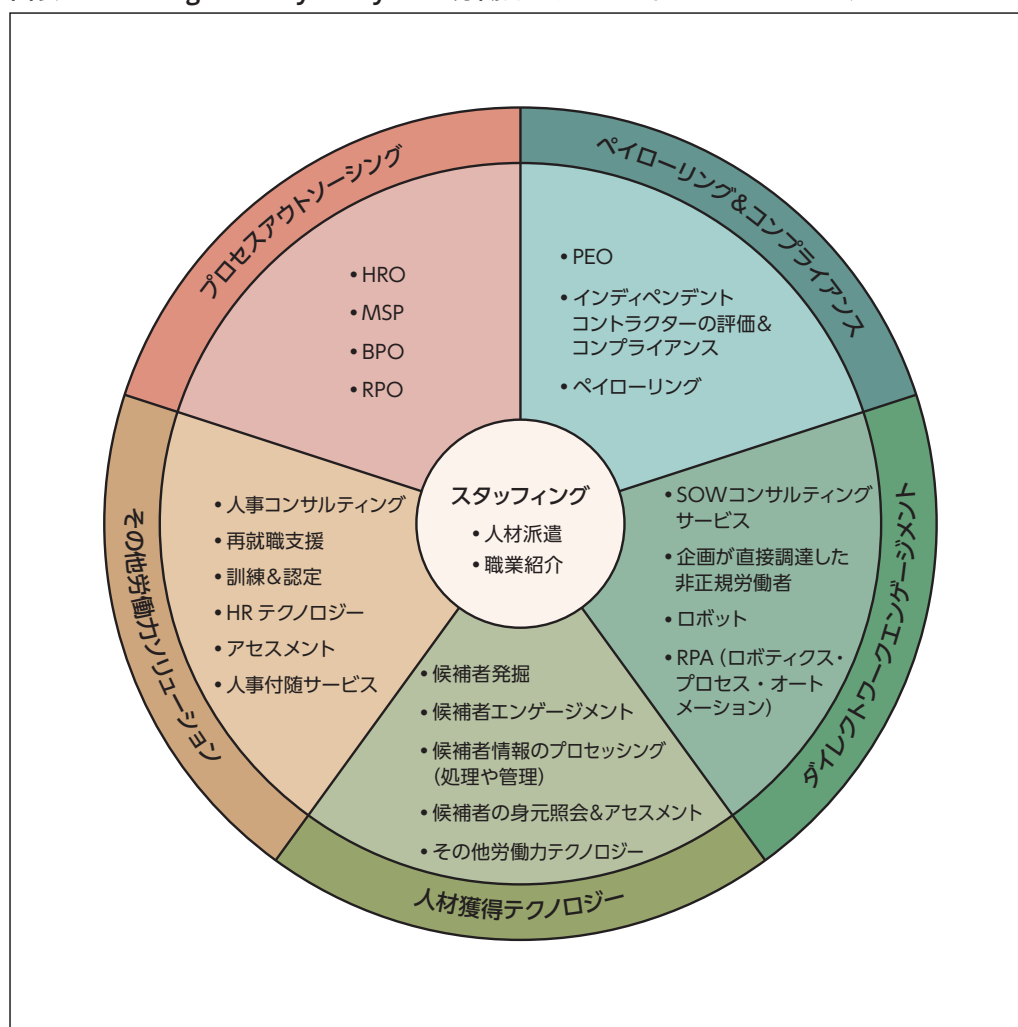 プロセスアウトソーシング
• HRO
• MSP
• BPO
• RPO
ペイローリング&コンプライアンス
• PEO
• インディペンデント
コントラクターの評価&
コンプライアンス
• ペイローリング
スタッフィング
• 人材派遣
• 職業紹介
ダイレクトワークエンゲージメント
• SOWコンサルティング
サービス
• 企画が直接調達した
非正規労働者
• ロボット
• RPA（ロボティクス・
プロセス・オート
メーション）
人材獲得テクノロジー
• 候補者発掘
• 候補者エンゲージメント
• 候補者情報のプロセッシング
(処理や管理)
• 候補者の身元照会&アセスメント
• その他労働力テクノロジー
その他労働力ソリューション
• 人事コンサルティング
• 再就職支援
• 訓練&認定
• HR テクノロジー
• アセスメント
• 人事付随サービス